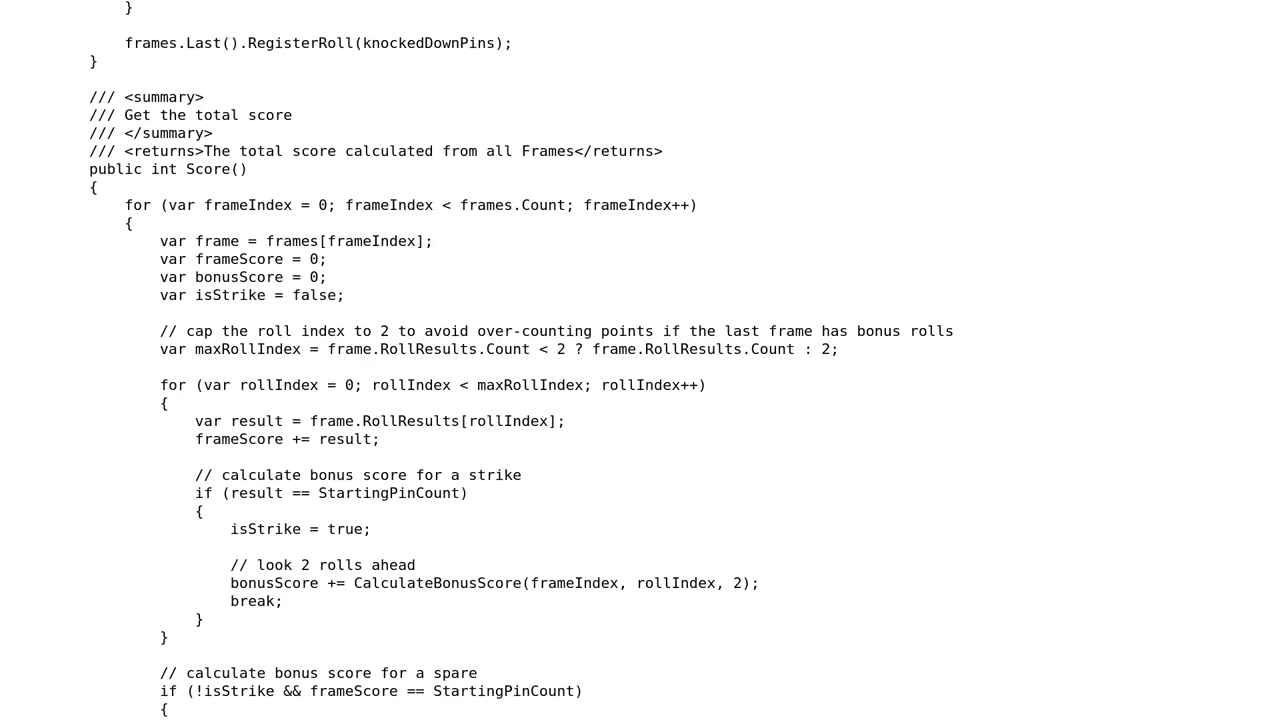 }
frames.Last().RegisterRoll(knockedDownPins);
}
/// <summary>
/// Get the total score
/// </summary>
/// <returns>The total score calculated from all Frames</returns>
public int Score()
{
for (var frameIndex = 0; frameIndex < frames.Count; frameIndex++)
{
var frame = frames[frameIndex];
var frameScore = 0;
var bonusScore = 0;
var isStrike = false;
// cap the roll index to 2 to avoid over-counting points if the last frame has bonus rolls
var maxRollIndex = frame.RollResults.Count < 2 ? frame.RollResults.Count : 2;
for (var rollIndex = 0; rollIndex < maxRollIndex; rollIndex++)
{
var result = frame.RollResults[rollIndex];
frameScore += result;
// calculate bonus score for a strike
if (result == StartingPinCount)
{
isStrike = true;
// look 2 rolls ahead
bonusScore += CalculateBonusScore(frameIndex, rollIndex, 2);
break;
}
}
// calculate bonus score for a spare
if (!isStrike && frameScore == StartingPinCount)
{